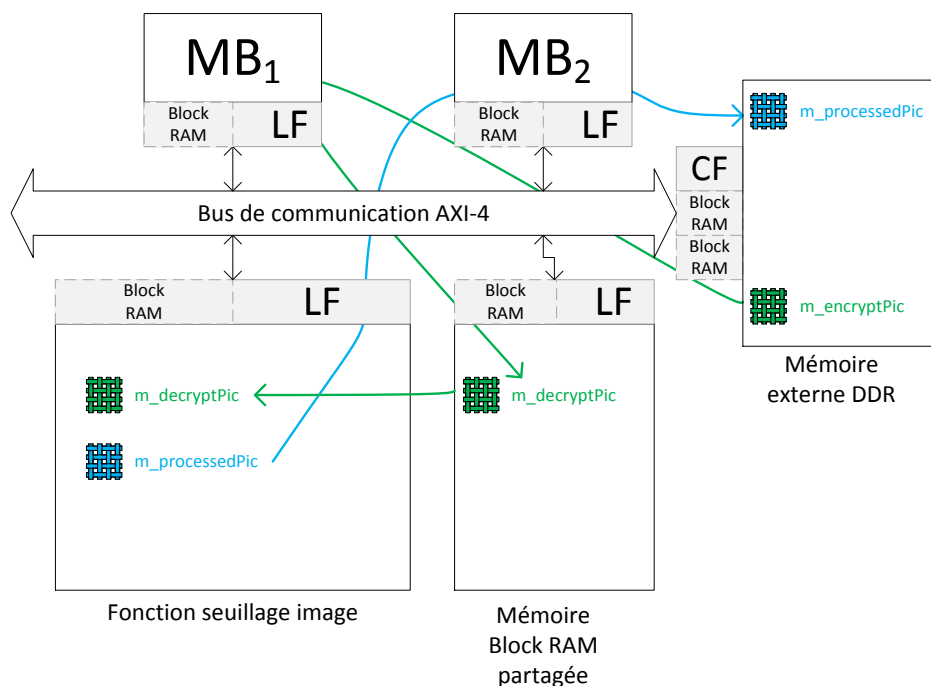 MB₁
MB₂
Block
RAM
LF
Block
RAM
LF
m_processedPic
CF
Block
RAM
Block
RAM
Bus de communication AXI-4
Block
RAM
LF
Block
RAM
LF
m_encryptPic
Mémoire
externe DDR
m_decryptPic
m_decryptPic
m_processedPic
Fonction seuillage image
Mémoire
Block RAM
partagée